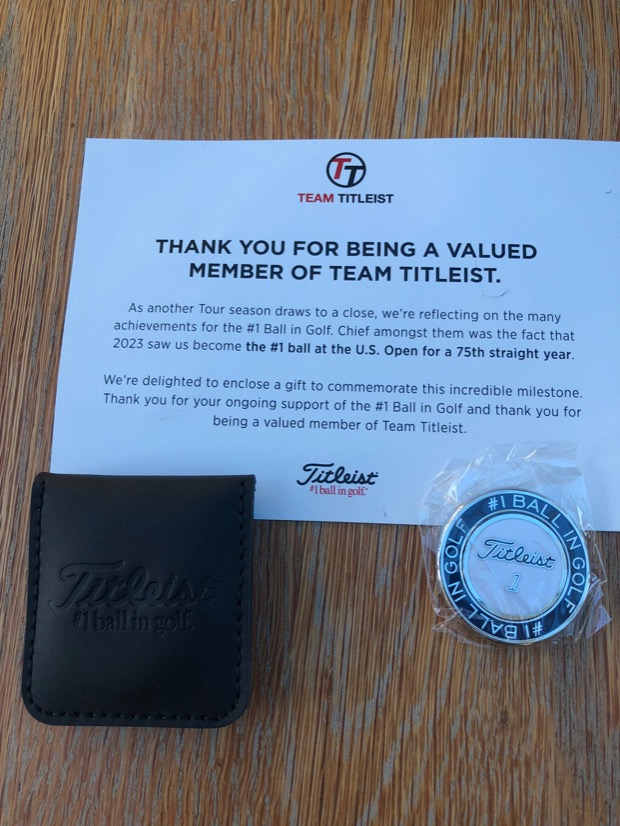 TT
TEAM TITLEIST
THANK YOU FOR BEING A VALUED
MEMBER OF TEAM TITLEIST.
As another Tour season draws to a close, we're reflecting on the many
achievements for the #1 Ball in Golf. Chief amongst them was the fact that
2023 saw us become the #1 ball at the U.S. Open for a 75th straight year.
We're delighted to enclose a gift to commemorate this incredible milestone.
Thank you for your ongoing support of the #1 Ball in Golf and thank you for
being a valued member of Team Titleist.
Titleist
#1 ball in golf.
Titleist
#1 ball in golf.
#1 BALL IN GOLF
Titleist
1
#1 BALL IN GOLF